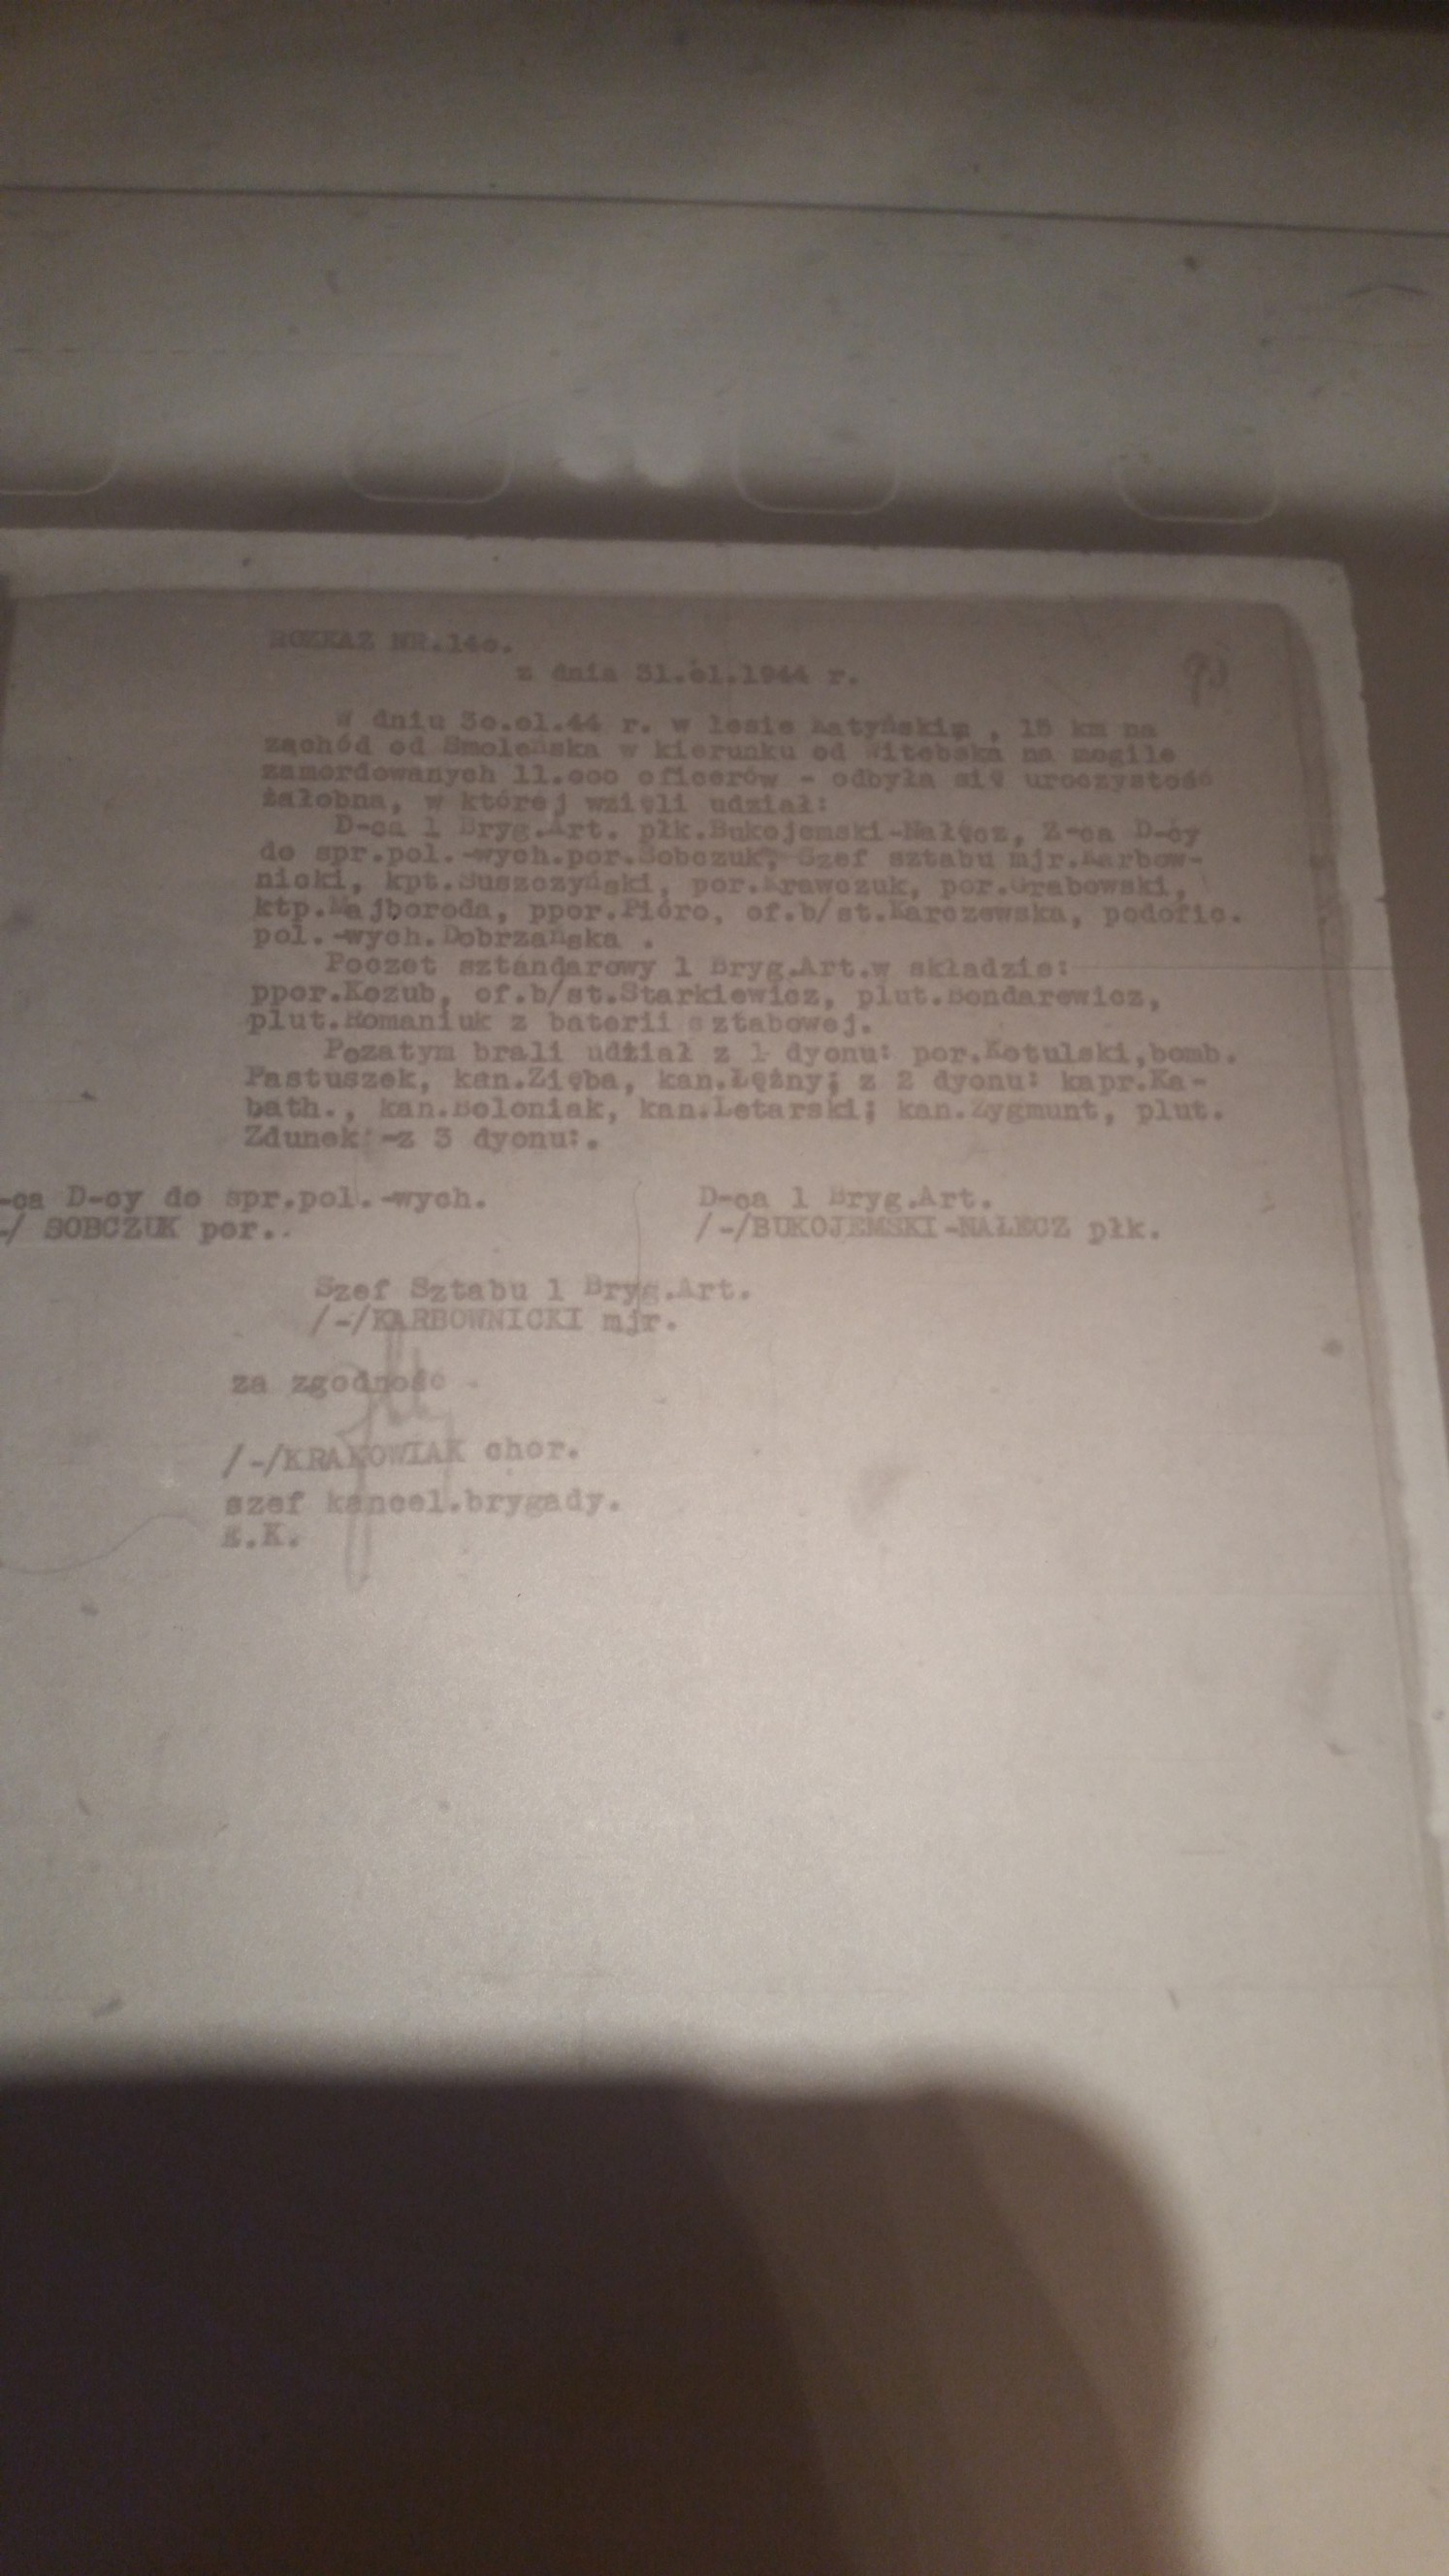 ROZKAZ NR.14o.
z dnia 31.o1.1944 r.
W dniu 3o.o1.44 r. w lesie Katyńskim , 15 km na
zachód od Smoleńska w kierunku od Witebska na mogile
zamordowanych 11.ooo oficerów - odbyła się uroczystość
żałobna, w której wzięli udział:
D-ca 1 Bryg.Art. płk.Bukojemski-Nałęcz, Z-ca D-cy
do spr.pol.-wych.por.Sobczuk, Szef sztabu mjr.Karbow-
nicki, kpt.Suszczyński, por.Krawczuk, por.Grabowski,
ktp.Majboroda, ppor.Pióro, of.b/st.Karczewska, podofic.
pol.-wych.Dobrzańska .
Poczet sztandarowy 1 Bryg.Art.w składzie:
ppor.Kozub, of.b/st.Starkiewicz, plut.Bondarewicz,
plut.Romaniuk z baterii sztabowej.
Pozatym brali udział z 1 dyonu: por.Kotulski,bomb.
Pastuszek, kan.Zięba, kan.Łężny; z 2 dyonu: kapr.Ka-
bath., kan.Boloniak, kan.Letarski; kan.Zygmunt, plut.
Zdunek -z 3 dyonu:.
-ca D-cy do spr.pol.-wych. D-ca 1 Bryg.Art.
-/ SOBCZUK por.. /-/BUKOJEMSKI-NAŁĘCZ płk.
Szef Sztabu 1 Bryg.Art.
/-/KARBOWNICKI mjr.
za zgodność
/-/KRAKOWIAK chor.
szef kancel.brygady.